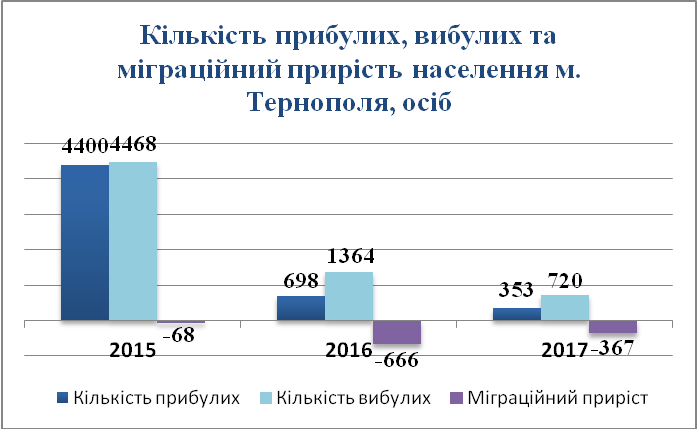 Кількість прибулих, вибулих та
міграційний прирість населення м.
Тернополя, осіб
4400 4468
-68
698 1364
-666
353 720
-367
2015 2016 2017
Кількість прибулих Кількість вибулих Міграційний приріст